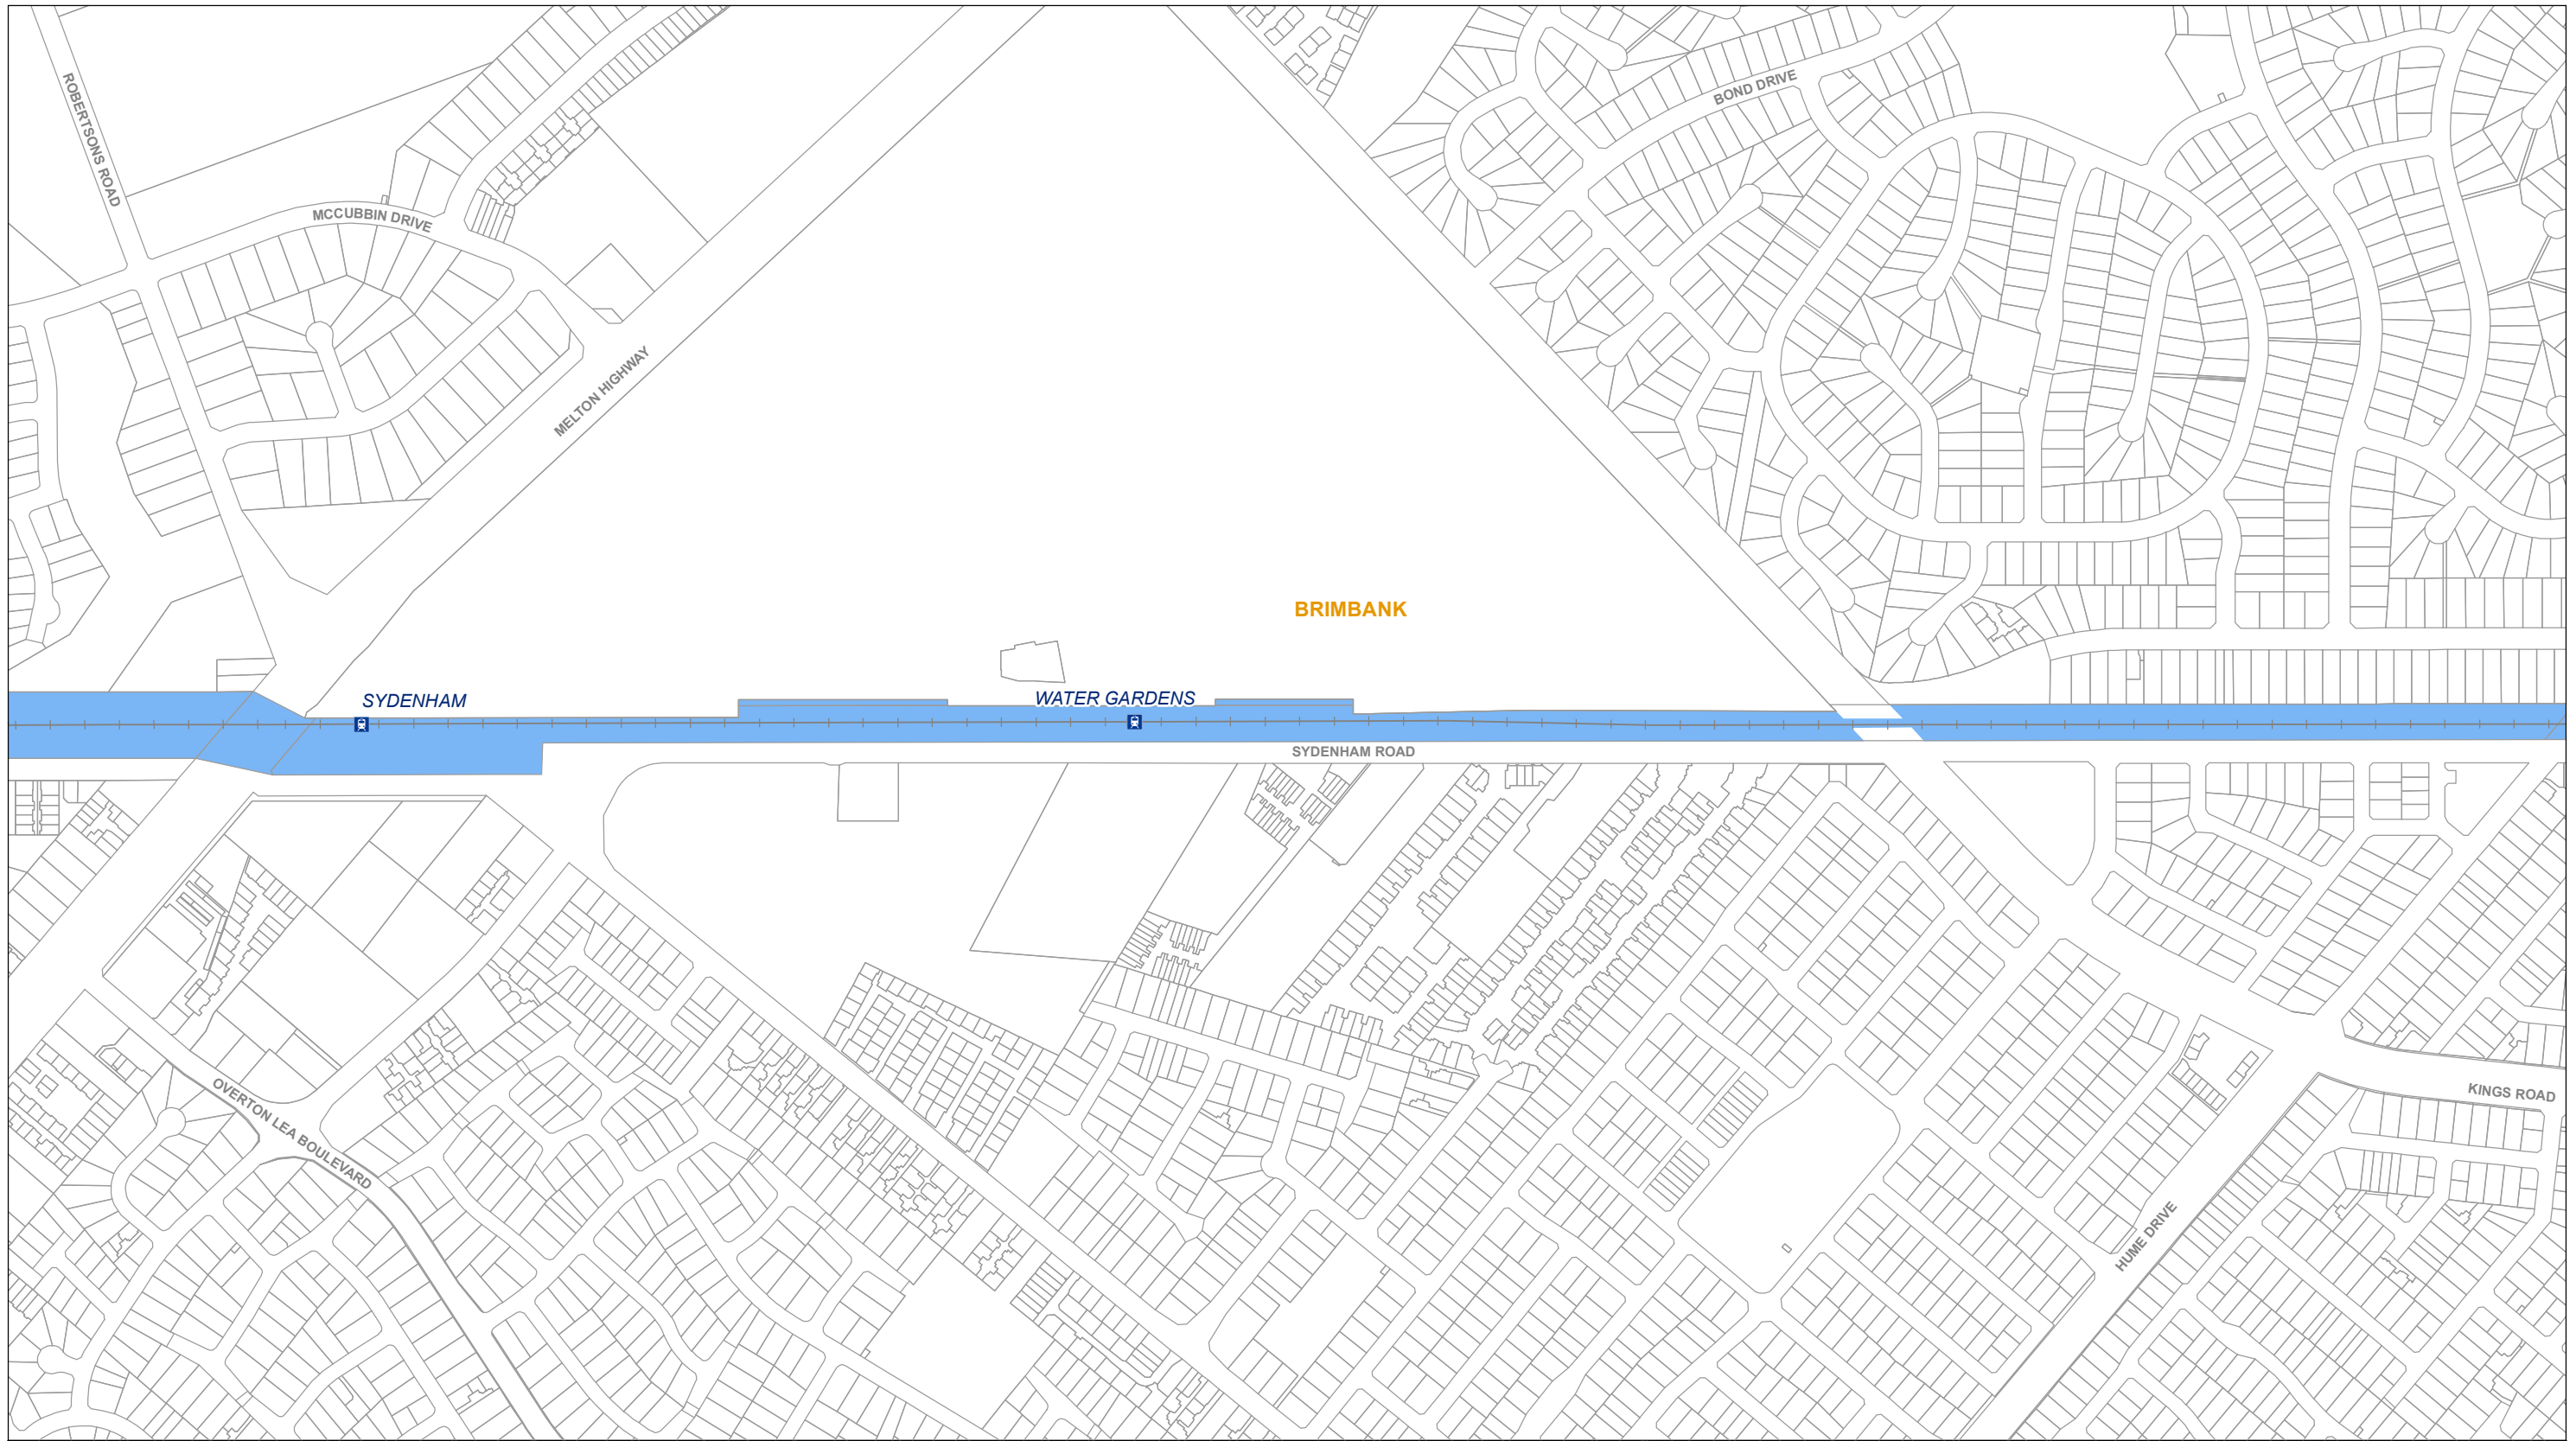 ROBERTSONS ROAD
BOND DRIVE
MCCUBBIN DRIVE
MELTON HIGHWAY
BRIMBANK
SYDENHAM
WATER GARDENS
SYDENHAM ROAD
OVERTON LEA BOULEVARD
KINGS ROAD
HUME DRIVE